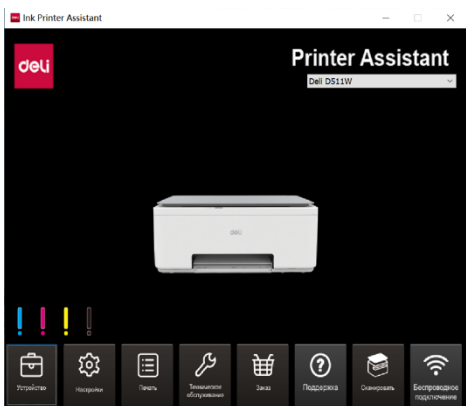 Ink Printer Assistant
deli
Printer Assistant
Deli D511W
deli
Устройство
Настройки
Печать
Техническое
обслуживание
Заказ
Поддержка
Сканировать
Беспроводное
подключение